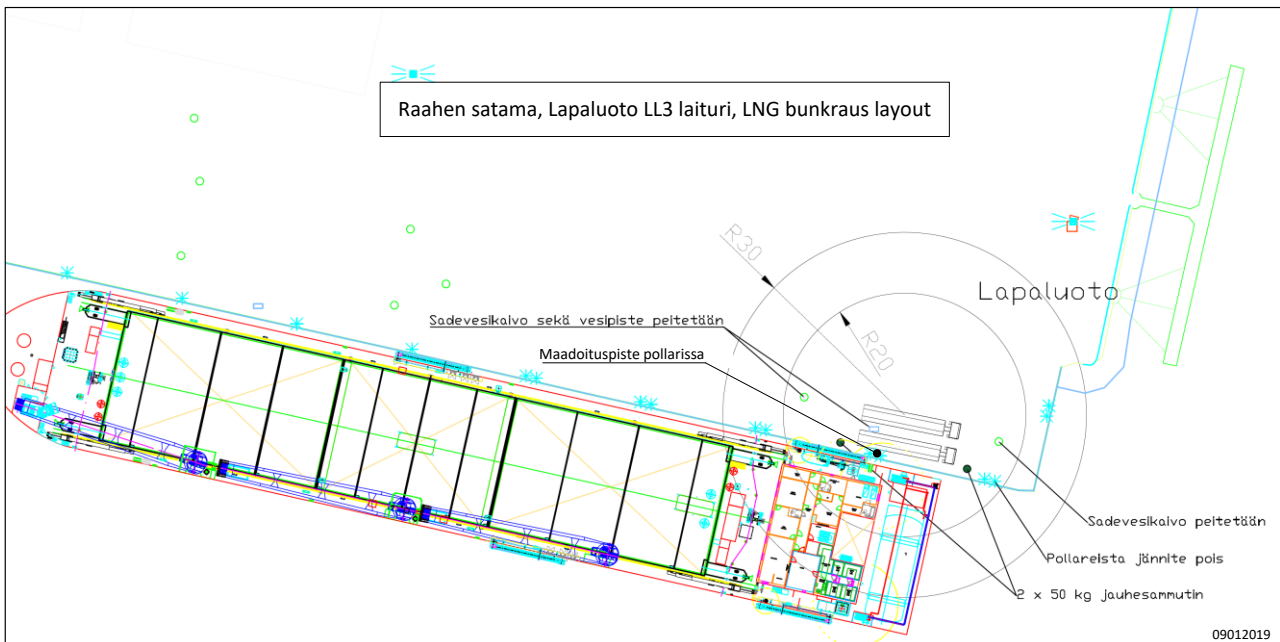 Raahen satama, Lapaluoto LL3 laituri, LNG bunkraus layout
R30
Lapaluoto
Sadevesikaivo sekä vesipiste peitetään
R20
Maadoituspiste pollarissa
Sadevesikaivo peitetään
Pollareista jännite pois
2 x 50 kg jauhesammutin
09012019